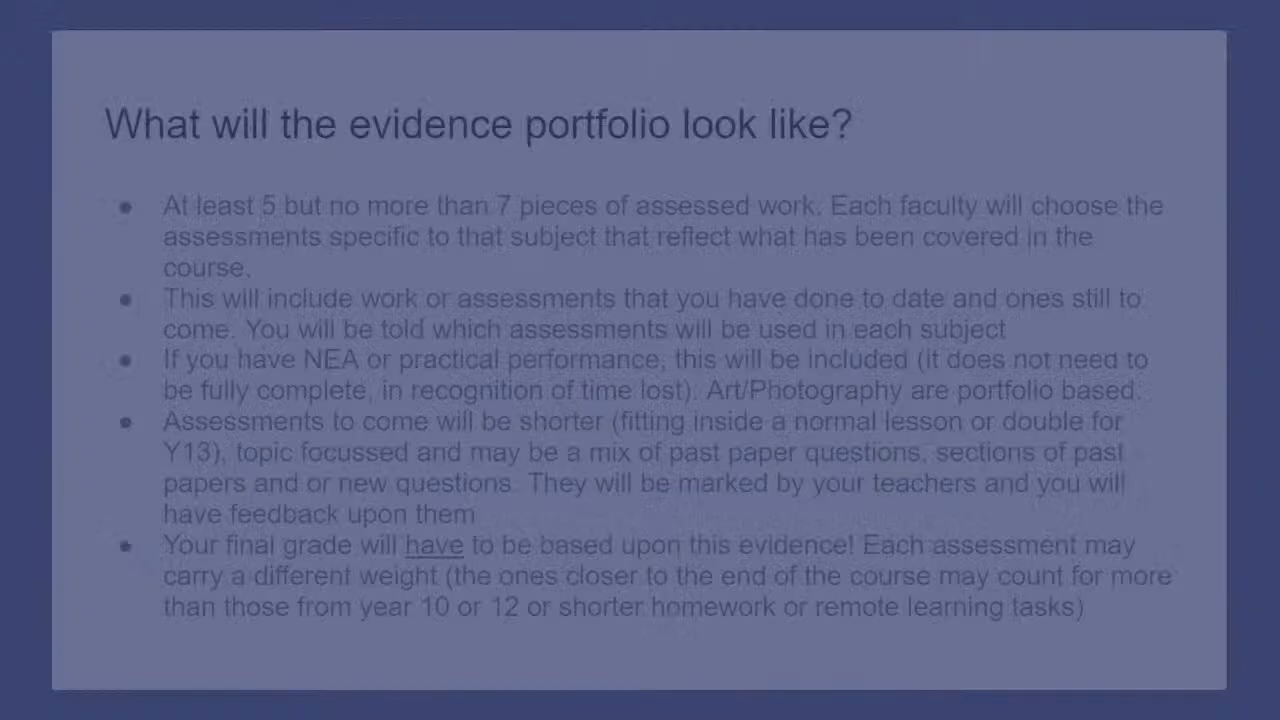 What will the evidence portfolio look like?
● At least 5 but no more than 7 pieces of assessed work. Each faculty will choose the
assessments specific to that subject that reflect what has been covered in the
course.
● This will include work or assessments that you have done to date and ones still to
come. You will be told which assessments will be used in each subject
● If you have NEA or practical performance, this will be included (it does not need to
be fully complete, in recognition of time lost). Art/Photography are portfolio based.
● Assessments to come will be shorter (fitting inside a normal lesson or double for
Y13), topic focussed and may be a mix of past paper questions, sections of past
papers and or new questions. They will be marked by your teachers and you will
have feedback upon them
● Your final grade will have to be based upon this evidence! Each assessment may
carry a different weight (the ones closer to the end of the course may count for more
than those from year 10 or 12 or shorter homework or remote learning tasks)